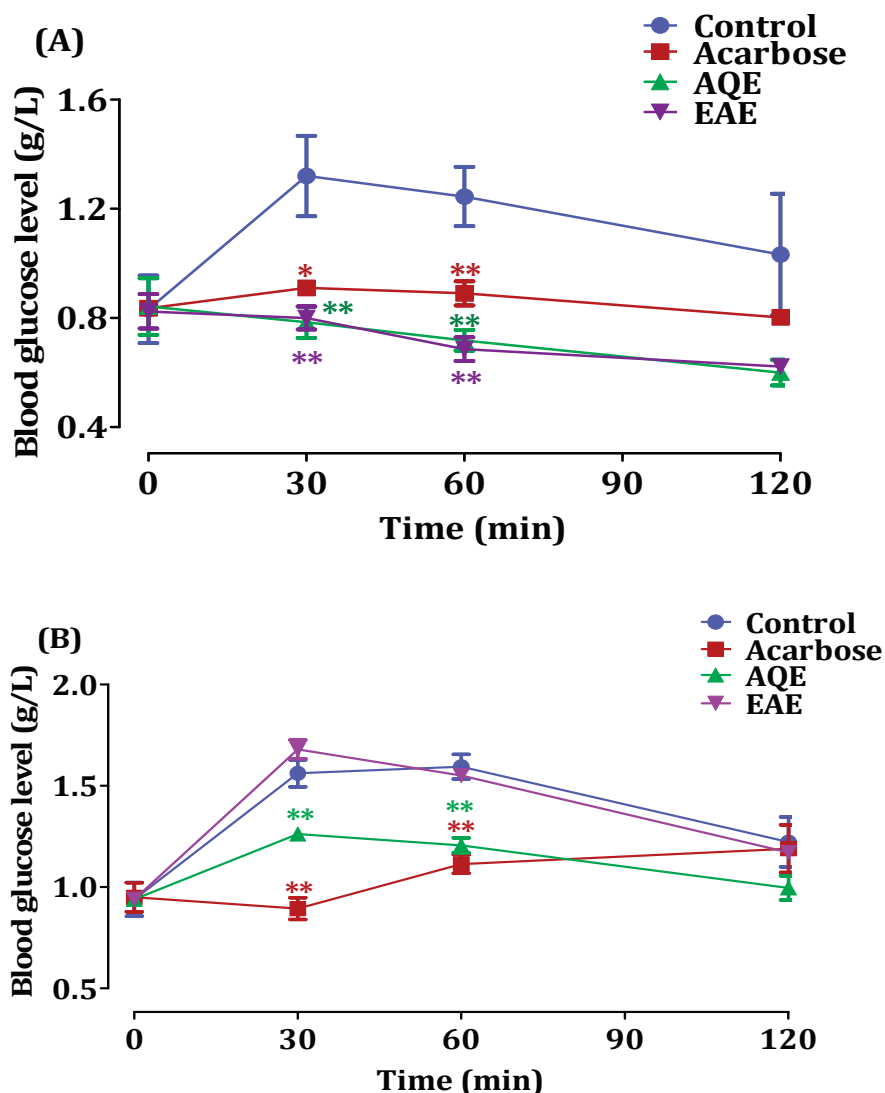 (A)
Control
Acarbose
AQE
EAE
Blood glucose level (g/L)
1.6
1.2
0.8
0.4
*
**
**
**
**
**
0 30 60 90 120
Time (min)
(B)
Control
Acarbose
AQE
EAE
Blood glucose level (g/L)
2.0
1.5
1.0
0.5
**
**
**
**
0 30 60 90 120
Time (min)